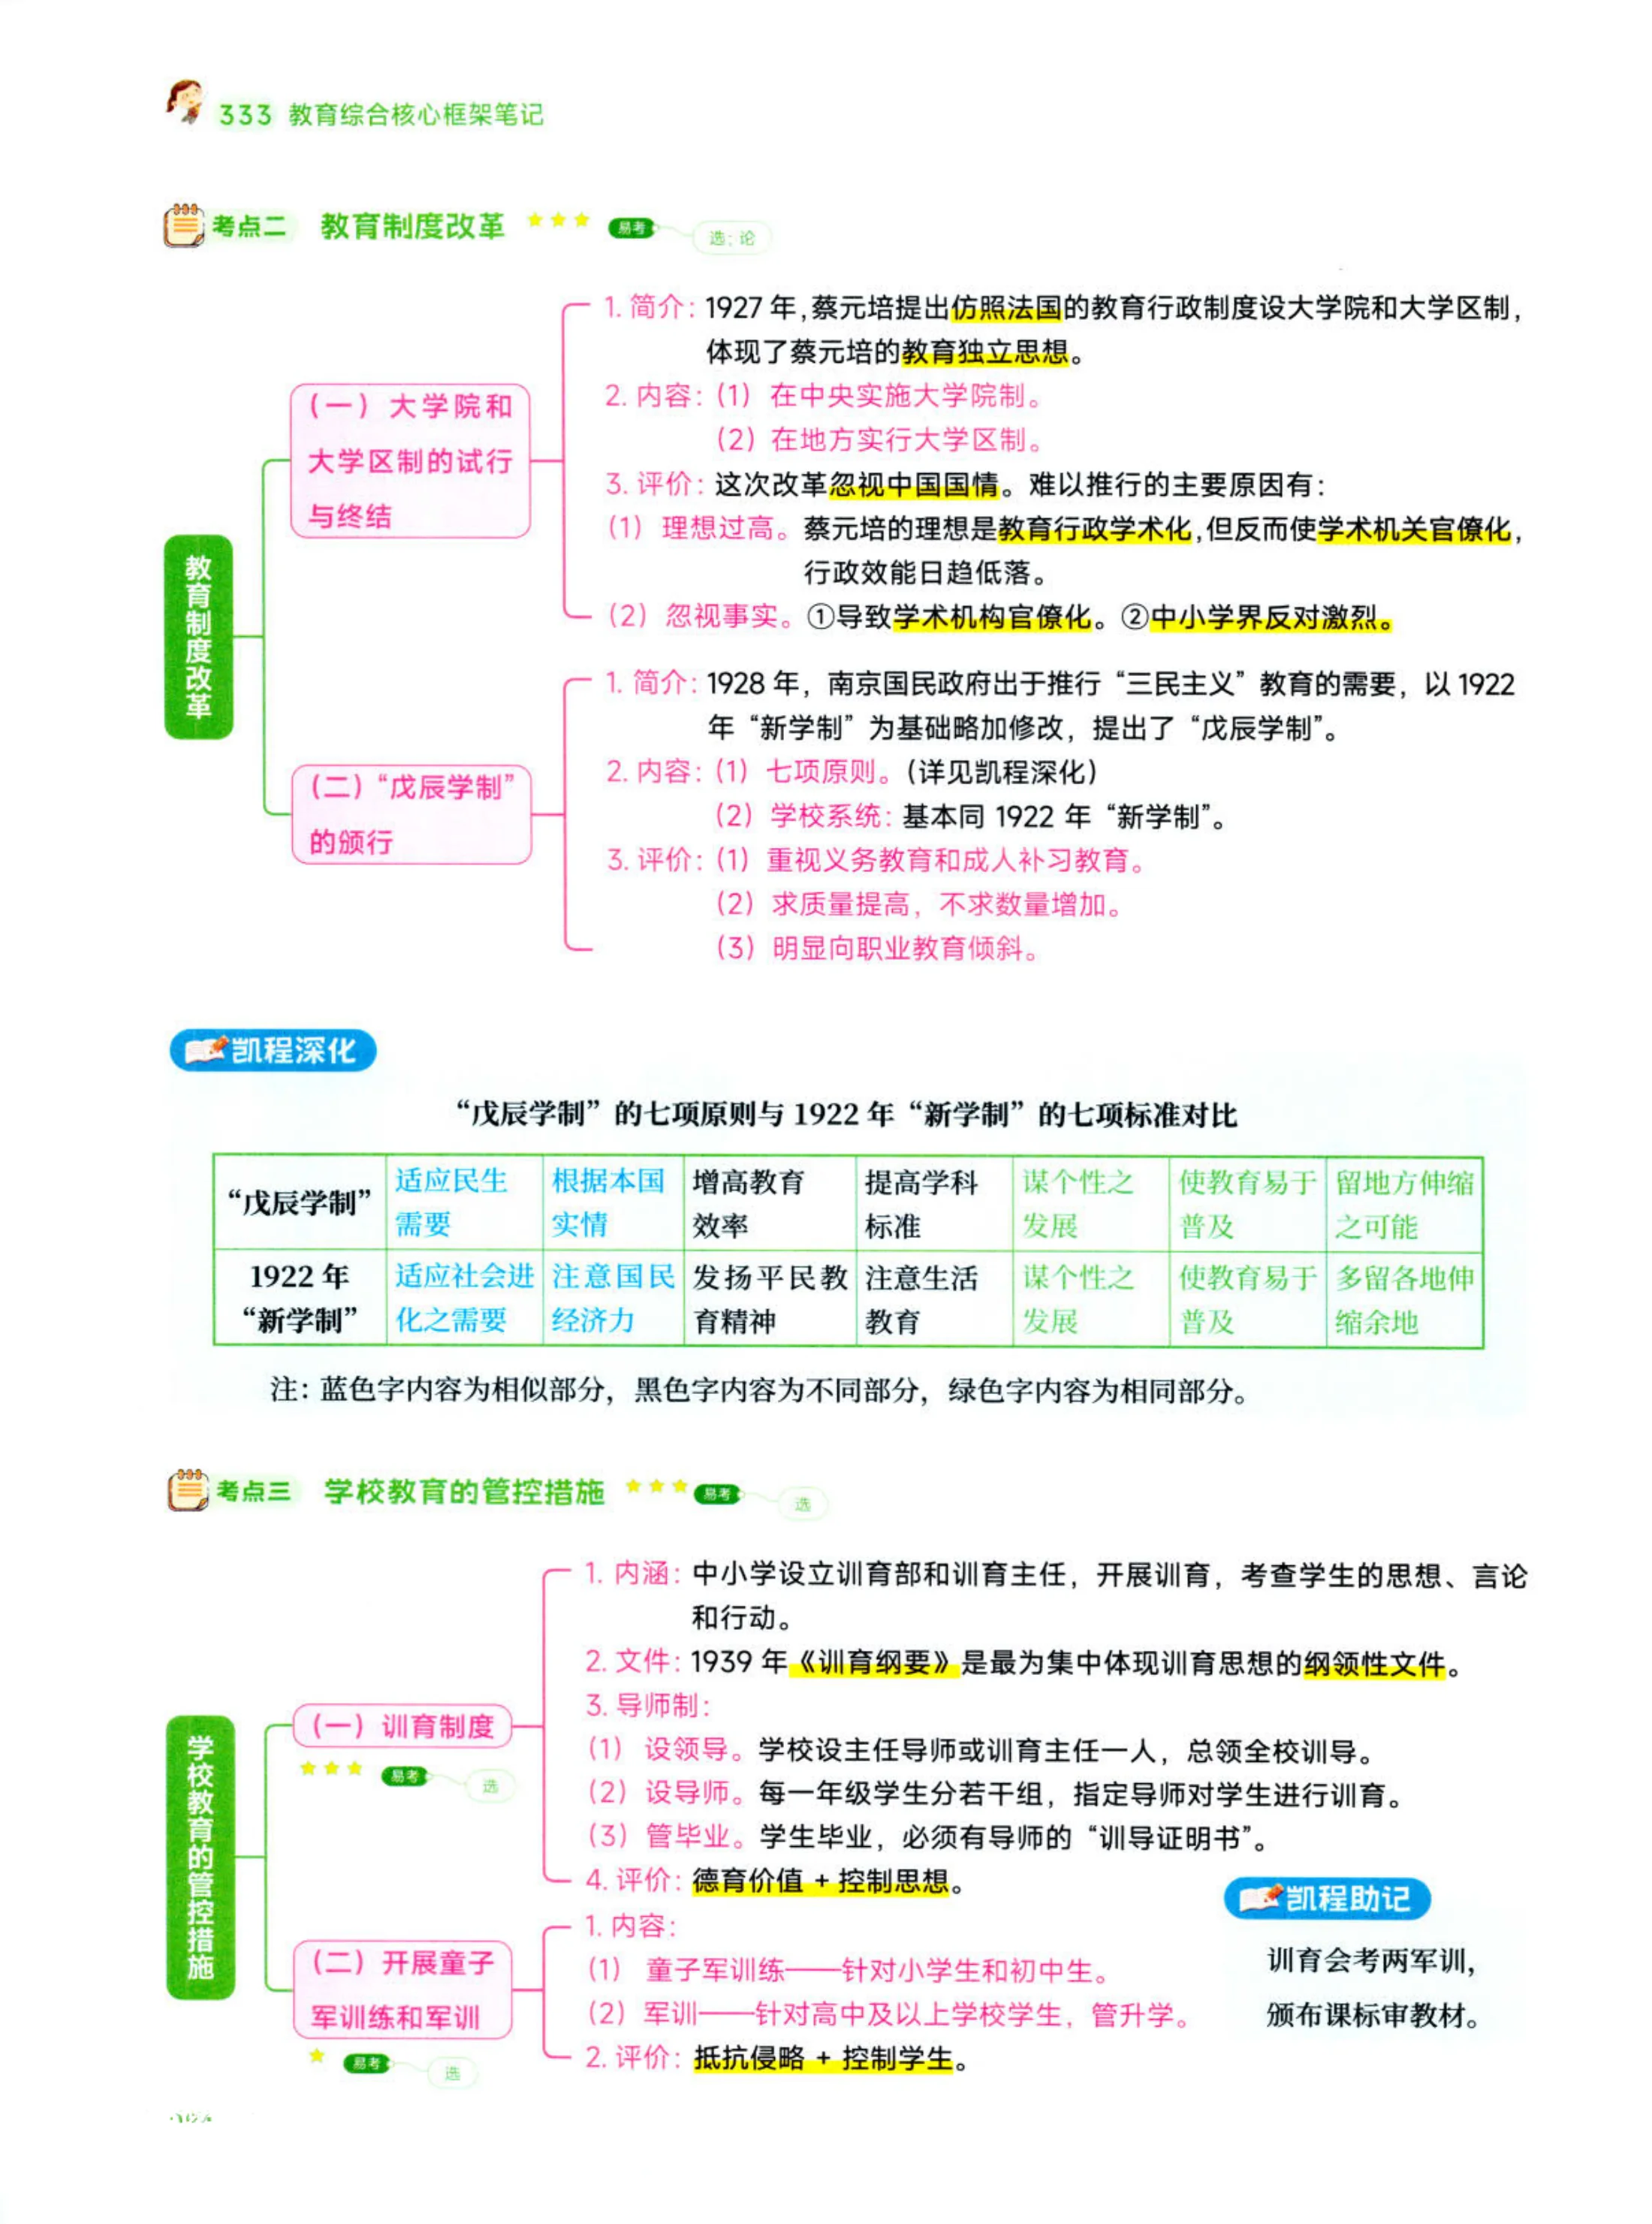 333 教育综合核心框架笔记
考点二 教育制度改革 易考 选；论
教育制度改革
（一）大学院和
大学区制的试行
与终结
1. 简介：1927 年，蔡元培提出仿照法国的教育行政制度设大学院和大学区制，
体现了蔡元培的教育独立思想。
2. 内容：（1）在中央实施大学院制。
（2）在地方实行大学区制。
3. 评价：这次改革忽视中国国情。难以推行的主要原因有：
（1）理想过高。蔡元培的理想是教育行政学术化，但反而使学术机关官僚化，
行政效能日趋低落。
（2）忽视事实。①导致学术机构官僚化。②中小学界反对激烈。
（二）“戊辰学制”
的颁行
1. 简介：1928 年，南京国民政府出于推行“三民主义”教育的需要，以 1922
年“新学制”为基础略加修改，提出了“戊辰学制”。
2. 内容：（1）七项原则。（详见凯程深化）
（2）学校系统：基本同 1922 年“新学制”。
3. 评价：（1）重视义务教育和成人补习教育。
（2）求质量提高，不求数量增加。
（3）明显向职业教育倾斜。
凯程深化
“戊辰学制”的七项原则与 1922 年“新学制”的七项标准对比
“戊辰学制” 适应民生需要 根据本国实情 增高教育效率 提高学科标准 谋个性之发展 使教育易于普及 留地方伸缩之可能
1922 年“新学制” 适应社会进化之需要 注意国民经济力 发扬平民教育精神 注意生活教育 谋个性之发展 使教育易于普及 多留各地伸缩余地
注：蓝色字内容为相似部分，黑色字内容为不同部分，绿色字内容为相同部分。
考点三 学校教育的管控措施 易考 选
学校教育的管控措施
（一）训育制度
易考 选
1. 内涵：中小学设立训育部和训育主任，开展训育，考查学生的思想、言论
和行动。
2. 文件：1939 年《训育纲要》是最为集中体现训育思想的纲领性文件。
3. 导师制：
（1）设领导。学校设主任导师或训育主任一人，总领全校训导。
（2）设导师。每一年级学生分若干组，指定导师对学生进行训育。
（3）管毕业。学生毕业，必须有导师的“训导证明书”。
4. 评价：德育价值 + 控制思想。
（二）开展童子
军训练和军训
易考 选
1. 内容：
（1）童子军训练——针对小学生和初中生。
（2）军训——针对高中及以上学校学生，管升学。
2. 评价：抵抗侵略 + 控制学生。
凯程助记
训育会考两军训，
颁布课标审教材。